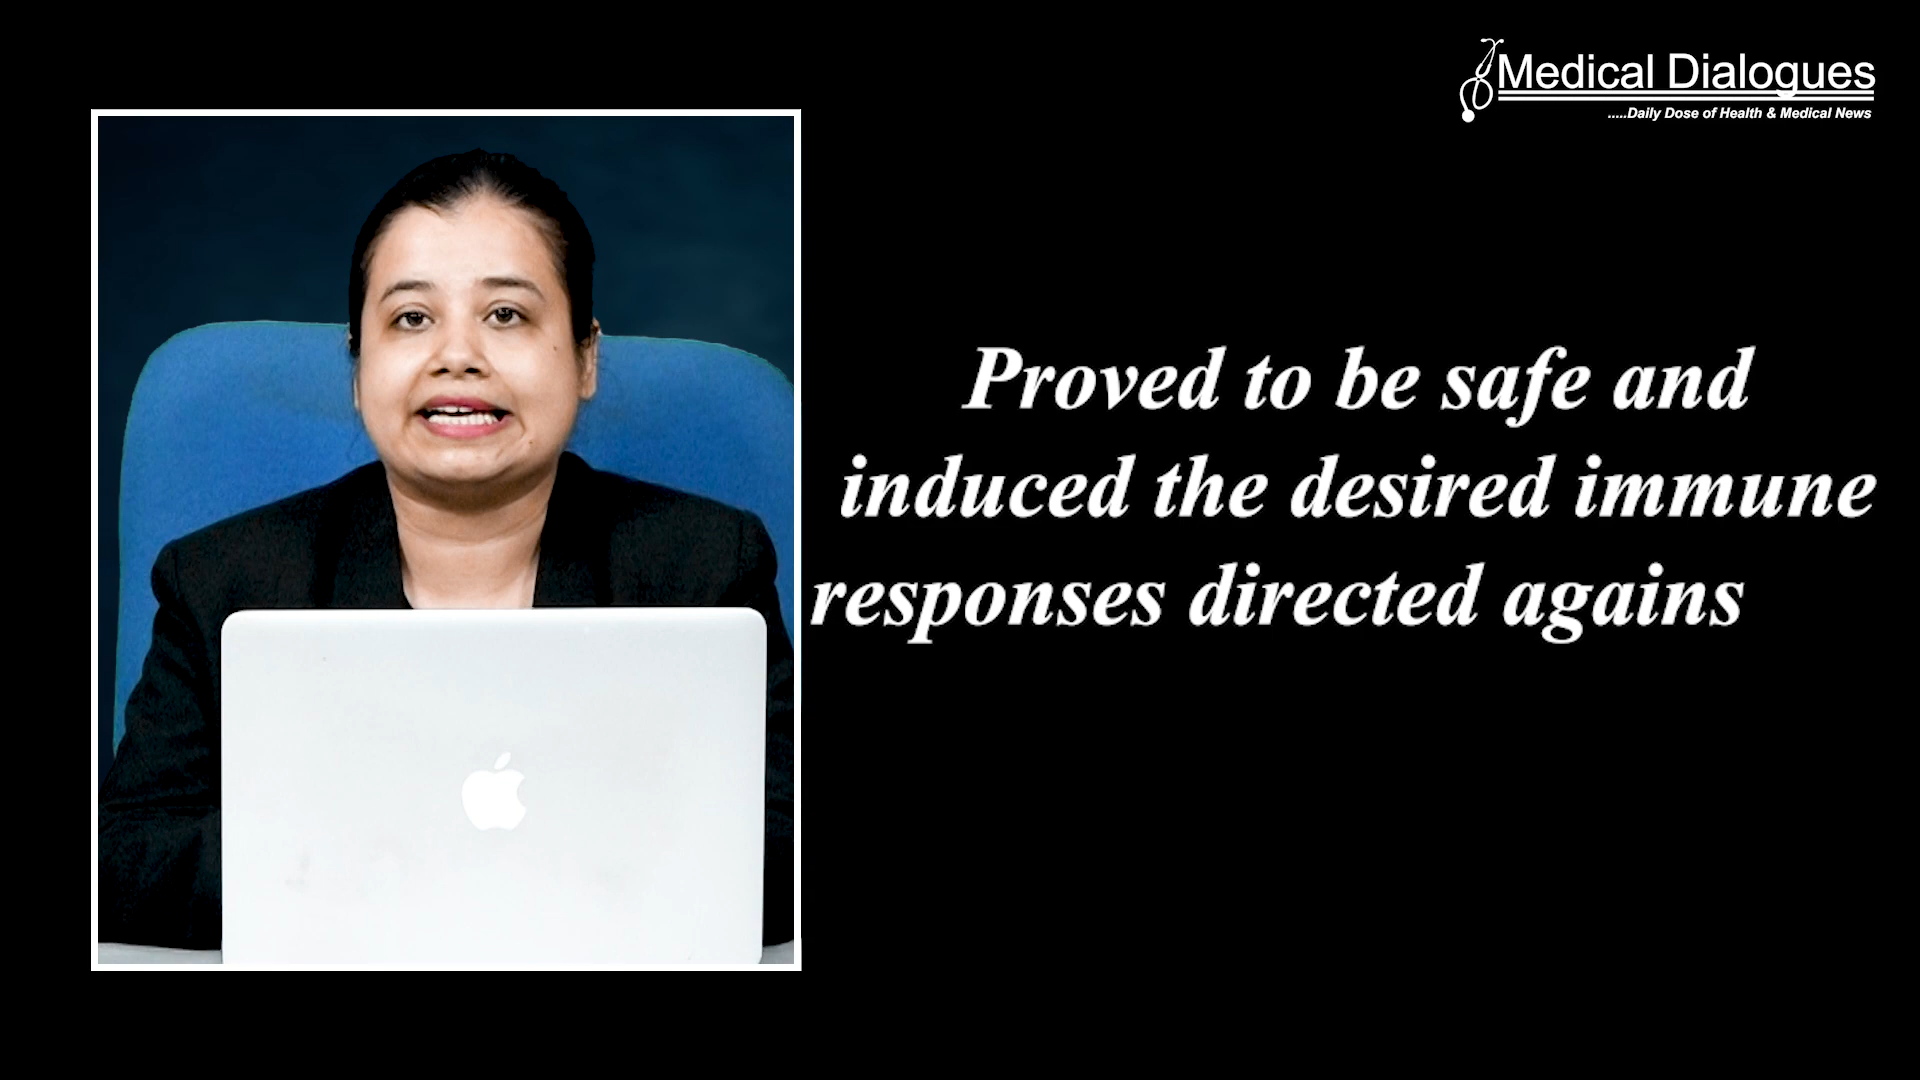 Medical Dialogues
.....Daily Dose of Health & Medical News
Proved to be safe and
induced the desired immune
responses directed agains